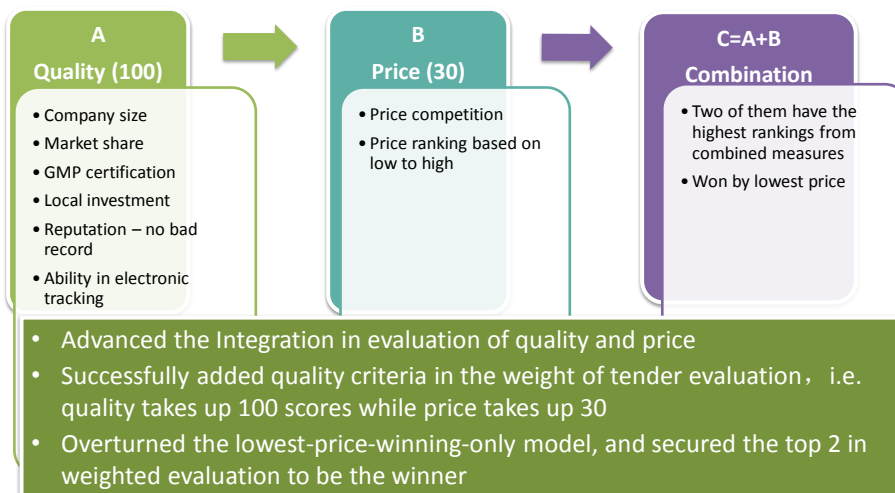 A
Quality (100)
• Company size
• Market share
• GMP certification
• Local investment
• Reputation – no bad
record
• Ability in electronic
tracking
B
Price (30)
• Price competition
• Price ranking based on
low to high
C=A+B
Combination
• Two of them have the
highest rankings from
combined measures
• Won by lowest price
• Advanced the Integration in evaluation of quality and price
• Successfully added quality criteria in the weight of tender evaluation，i.e.
quality takes up 100 scores while price takes up 30
• Overturned the lowest-price-winning-only model, and secured the top 2 in
weighted evaluation to be the winner